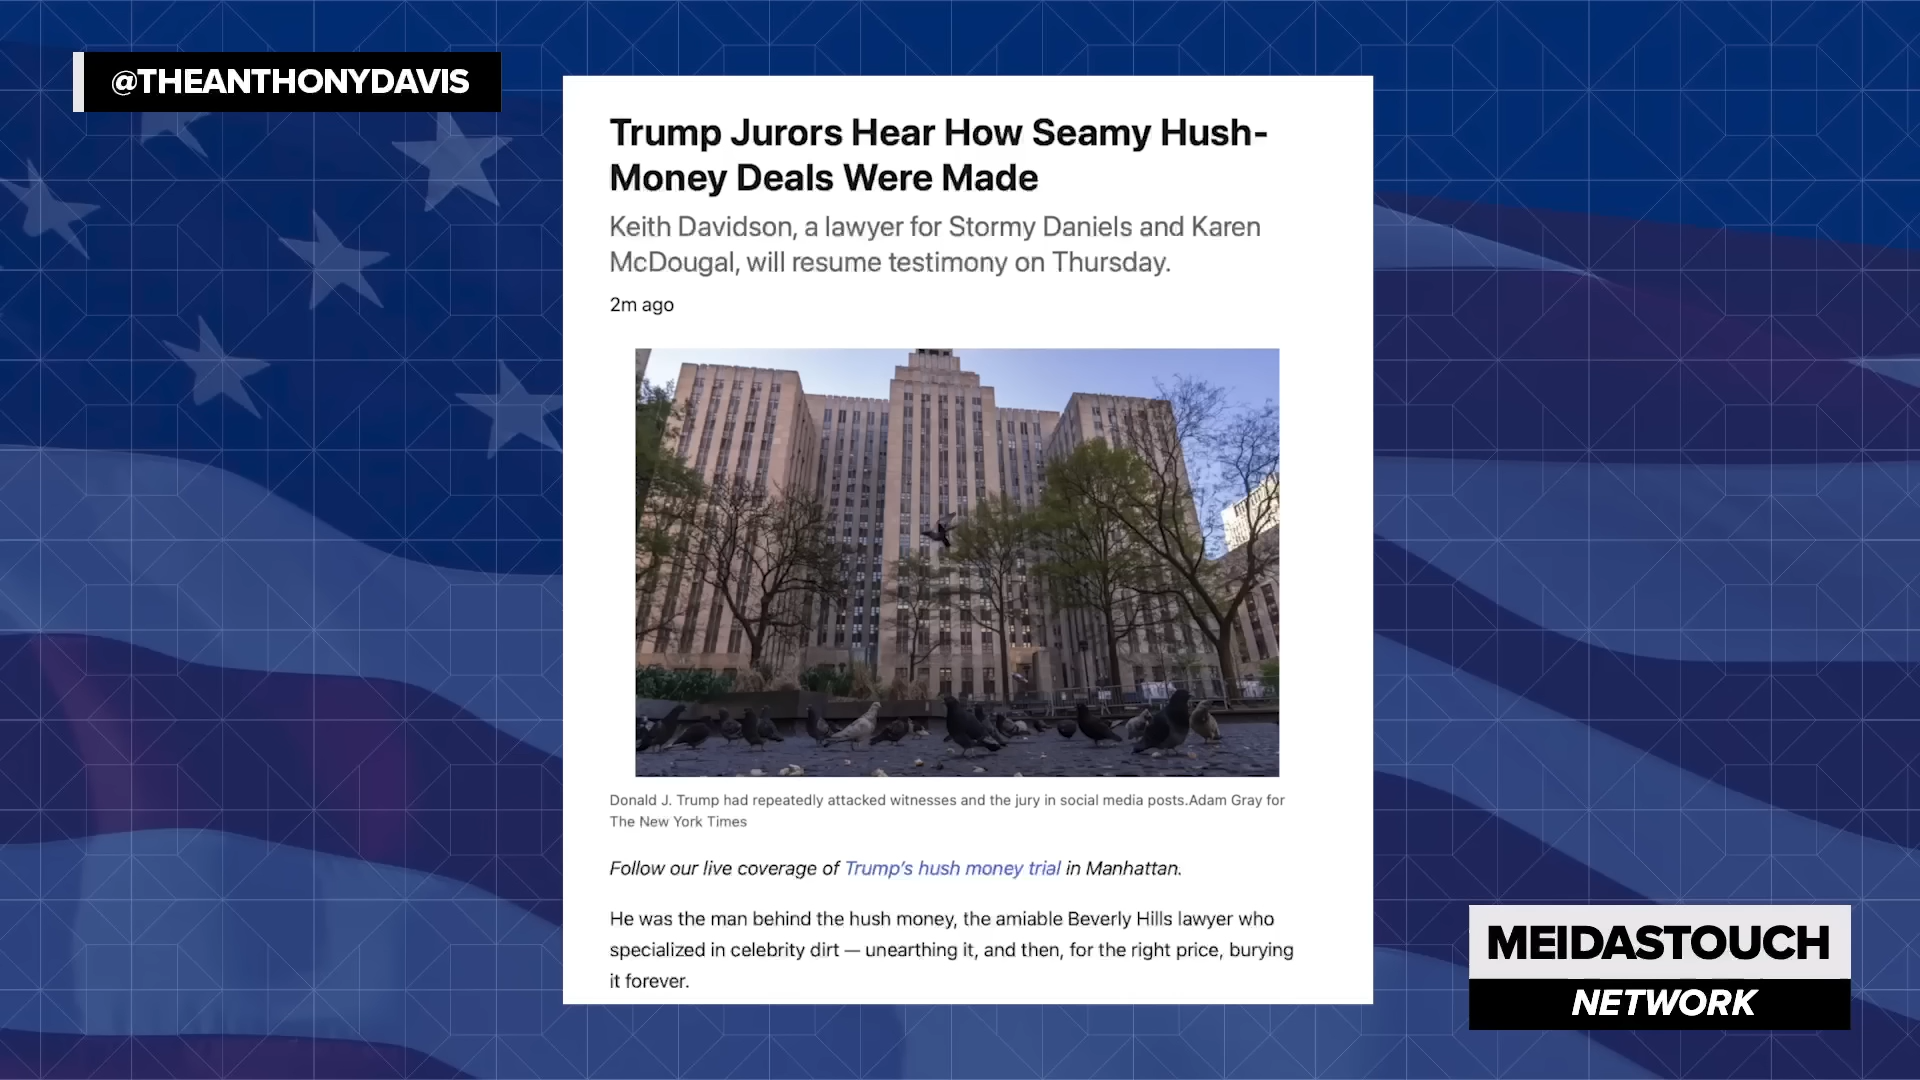 @THEANTHONYDAVIS
Trump Jurors Hear How Seamy Hush-
Money Deals Were Made
Keith Davidson, a lawyer for Stormy Daniels and Karen
McDougal, will resume testimony on Thursday.
2m ago
Donald J. Trump had repeatedly attacked witnesses and the jury in social media posts.Adam Gray for
The New York Times
Follow our live coverage of Trump’s hush money trial in Manhattan.
He was the man behind the hush money, the amiable Beverly Hills lawyer who
specialized in celebrity dirt — unearthing it, and then, for the right price, burying
it forever.
MEIDASTOUCH
NETWORK